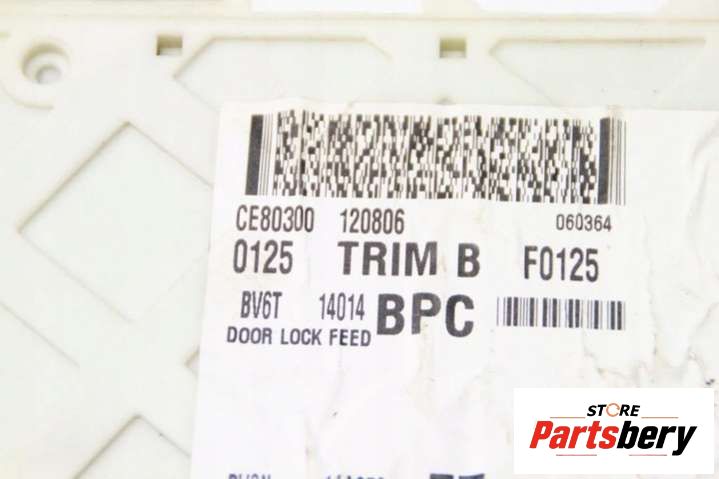 CE80300 120806 060364
0125 TRIM B F0125
BV6T 14014 BPC
DOOR LOCK FEED
STORE
Partsbery